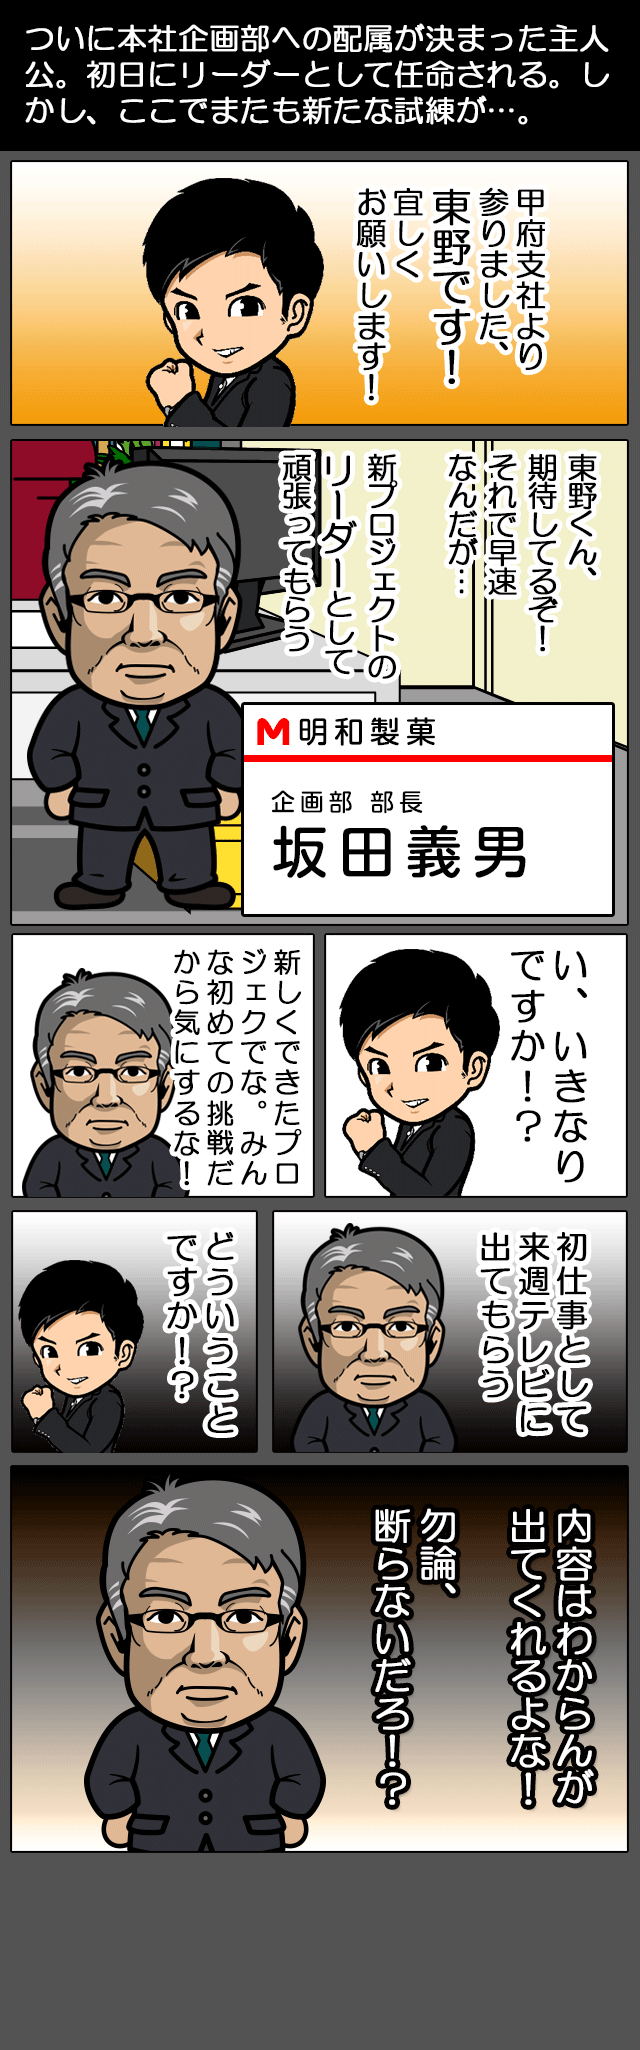 ついに本社企画部への配属が決まった主人
公。初日にリーダーとして任命される。し
かし、ここでまたも新たな試練が…。
甲府支社より
参りました、
東野です！
宜しく
お願いします！
東野くん、
期待してるぞ！
それで早速
なんだが…
新プロジェクトの
リーダーとして
頑張ってもらう
M 明和製菓
企画部 部長
坂田義男
い、いきなり
ですか！？
新しくできたプロ
ジェクでな。みん
な初めての挑戦だ
から気にするな！
初仕事として
来週テレビに
出てもらう
どういうこと
ですか！？
内容はわからんが
出てくれるよな！
勿論、
断らないだろ！？